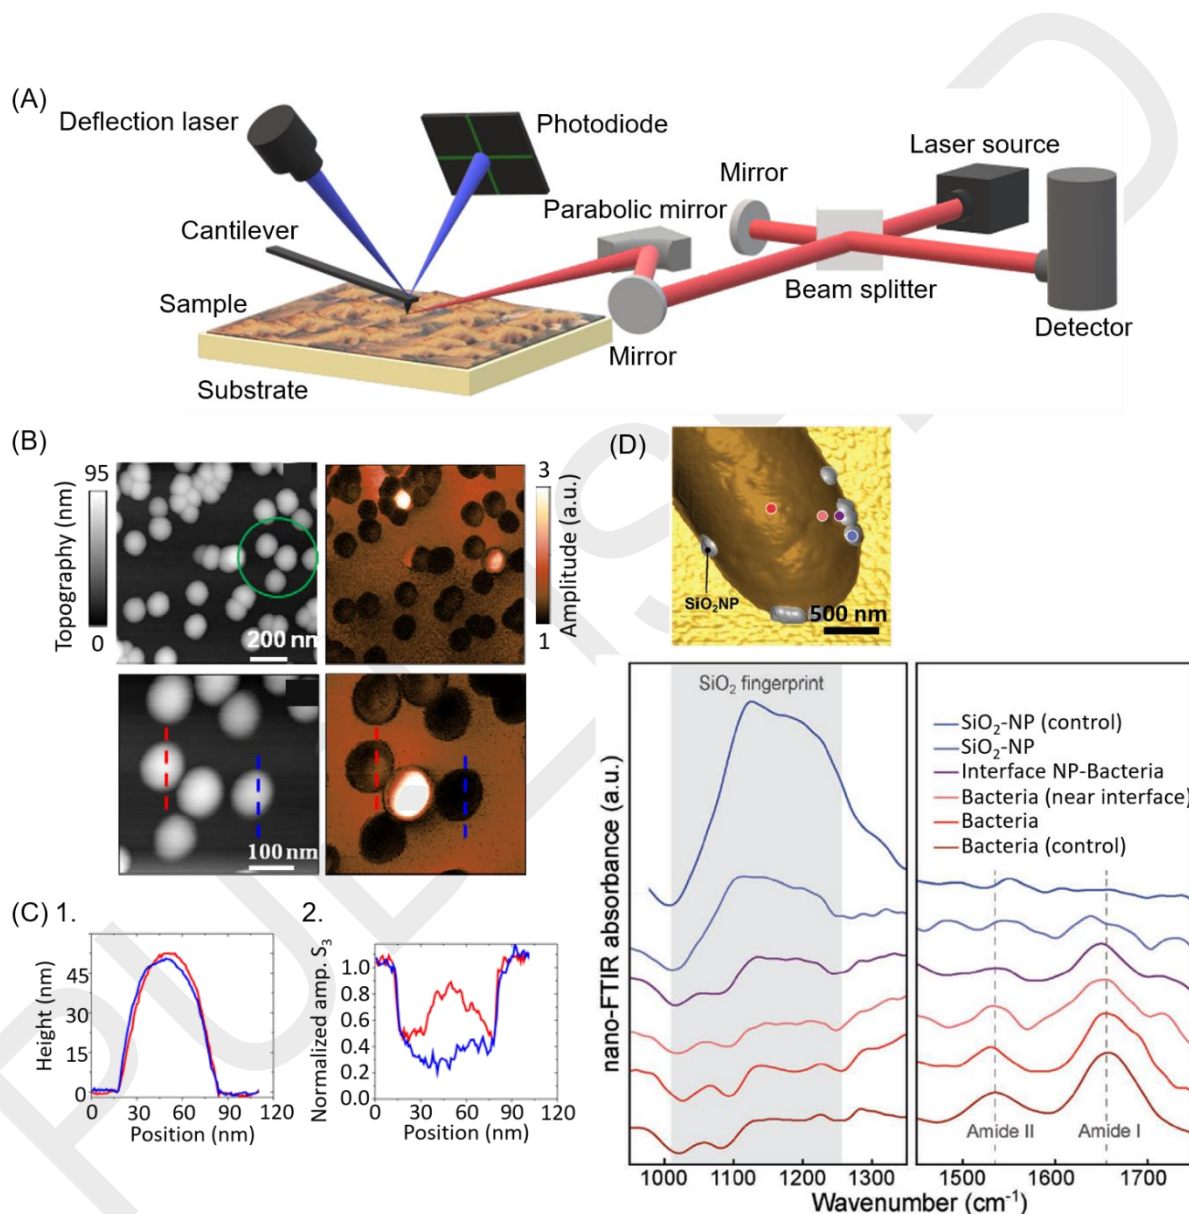 (A)
Deflection laser
Photodiode
Laser source
Mirror
Parabolic mirror
Cantilever
Sample
Beam splitter
Mirror
Detector
Substrate
(B)
95
Topography (nm)
0
200 nm
3
Amplitude (a.u.)
1
100 nm
(C) 1.
Height (nm)
45
30
15
0
0 30 60 90 120
Position (nm)
2.
Normalized amp. S3
1.0
0.8
0.6
0.4
0.2
0.0
0 30 60 90 120
Position (nm)
(D)
SiO2NP
500 nm
SiO2 fingerprint
SiO2-NP (control)
SiO2-NP
Interface NP-Bacteria
Bacteria (near interface)
Bacteria
Bacteria (control)
Amide II
Amide I
nano-FTIR absorbance (a.u.)
1000 1100 1200 1300
1500 1600 1700
Wavenumber (cm-1)